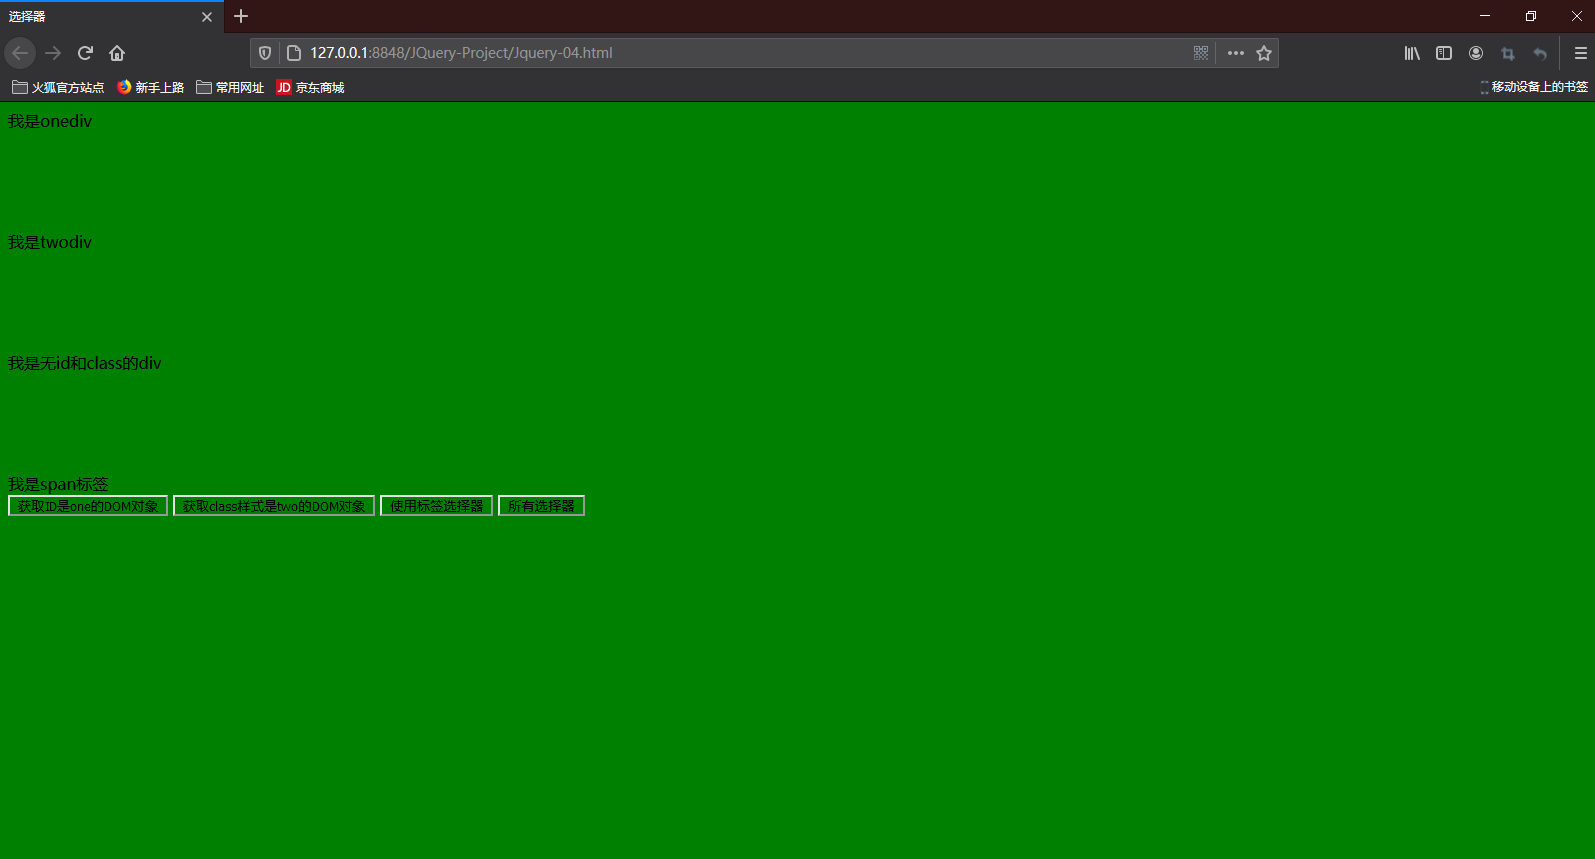 选择器
127.0.0.1:8848/JQuery-Project/Jquery-04.html
火狐官方站点 新手上路 常用网址 JD 京东商城 移动设备上的书签
我是onediv
我是twodiv
我是无id和class的div
我是span标签
获取ID是one的DOM对象 获取class样式是two的DOM对象 使用标签选择器 所有选择器